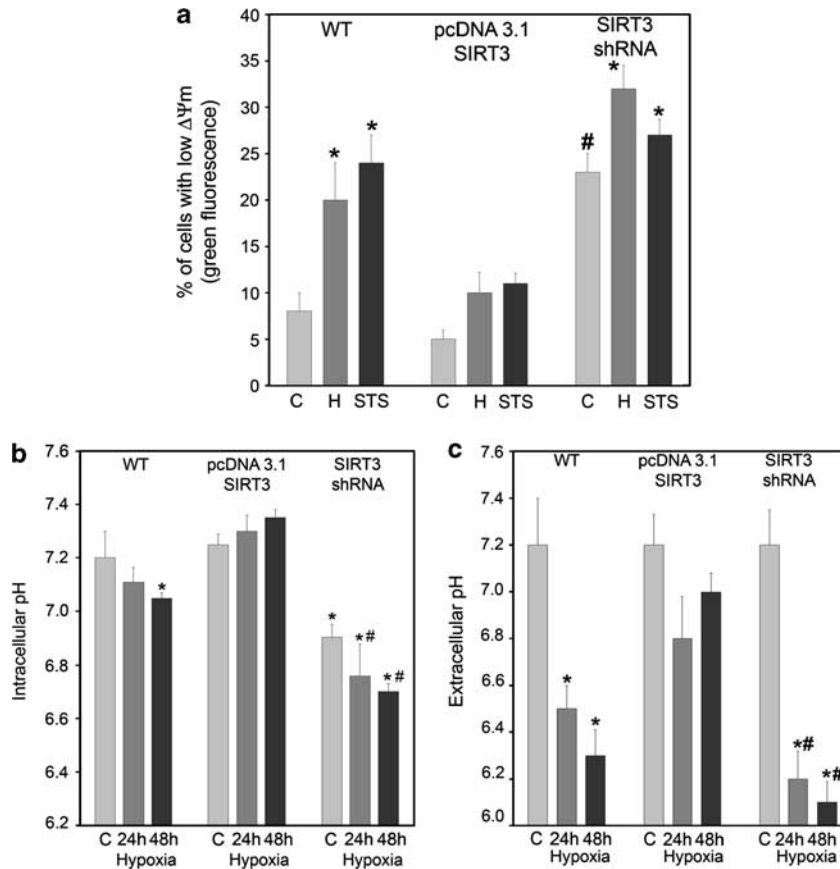 a
WT
pcDNA 3.1
SIRT3
SIRT3
shRNA
% of cells with low ΔΨm
(green fluorescence)
40
35
30
25
20
15
10
5
0
* * # * *
C H STS C H STS C H STS
b
WT
pcDNA 3.1
SIRT3
SIRT3
shRNA
Intracellular pH
7.6
7.4
7.2
7.0
6.8
6.6
6.4
6.2
* * *# *#
C 24h 48h C 24h 48h C 24h 48h
Hypoxia Hypoxia Hypoxia
c
WT
pcDNA 3.1
SIRT3
SIRT3
shRNA
Extracellular pH
7.6
7.4
7.2
7.0
6.8
6.6
6.4
6.2
6.0
* * *# *#
C 24h 48h C 24h 48h C 24h 48h
Hypoxia Hypoxia Hypoxia